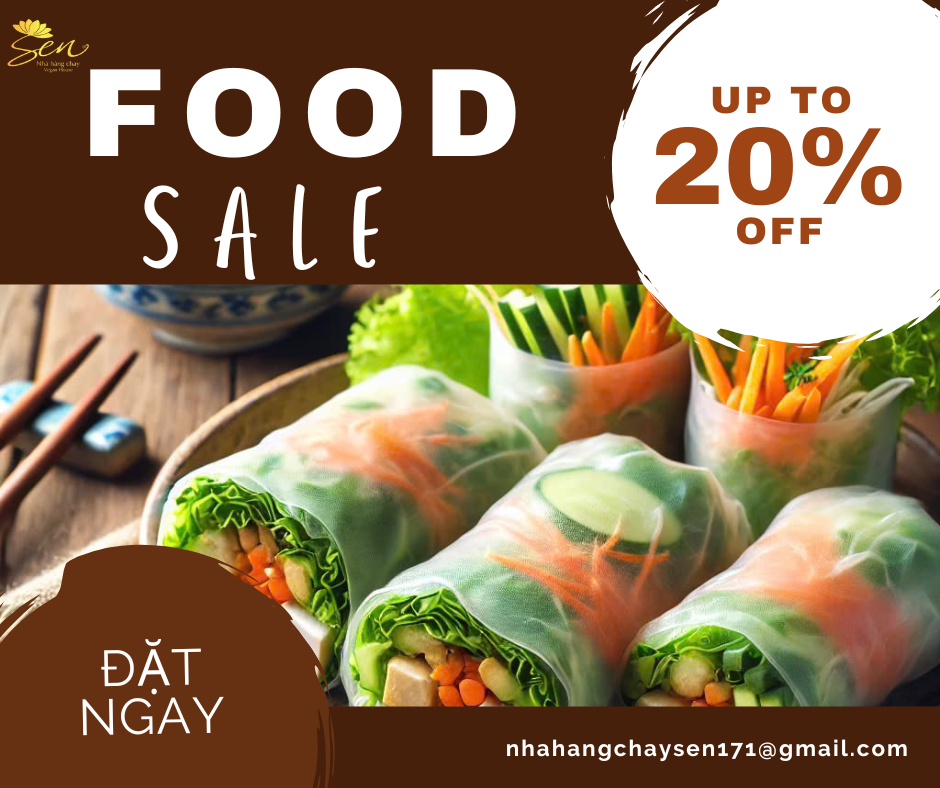 Sen
Nhà hàng chay
Vegan House
FOOD
SALE
UP TO
20%
OFF
ĐẶT
NGAY
nhahangchaysen171@gmail.com